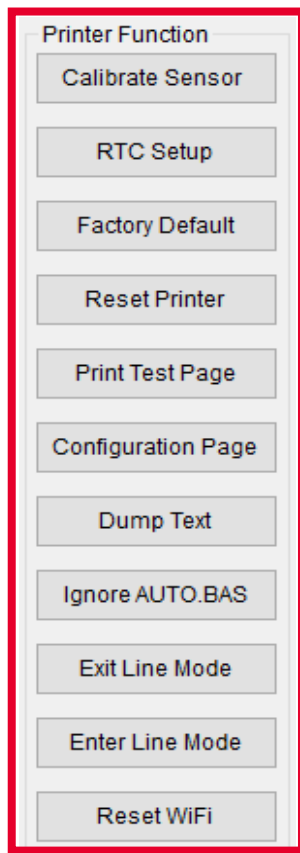 Printer Function
Calibrate Sensor
RTC Setup
Factory Default
Reset Printer
Print Test Page
Configuration Page
Dump Text
Ignore AUTO.BAS
Exit Line Mode
Enter Line Mode
Reset WiFi